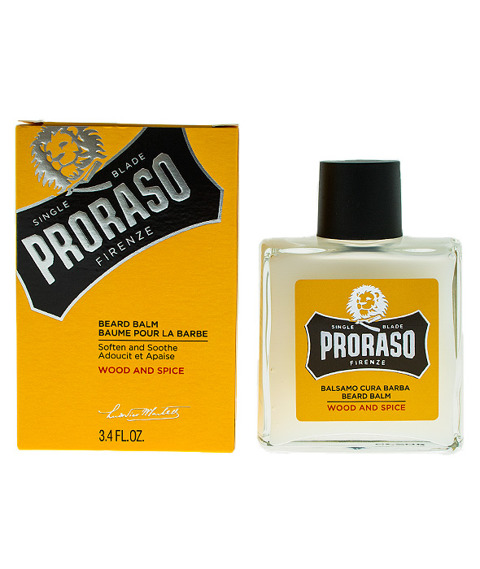 SINGLE BLADE
PRORASO
FIRENZE
BEARD BALM
BAUME POUR LA BARBE
Soften and Soothe
Adoucit et Apaise
WOOD AND SPICE
3.4 FL.OZ.
SINGLE BLADE
PRORASO
FIRENZE
BALSAMO CURA BARBA
BEARD BALM
WOOD AND SPICE